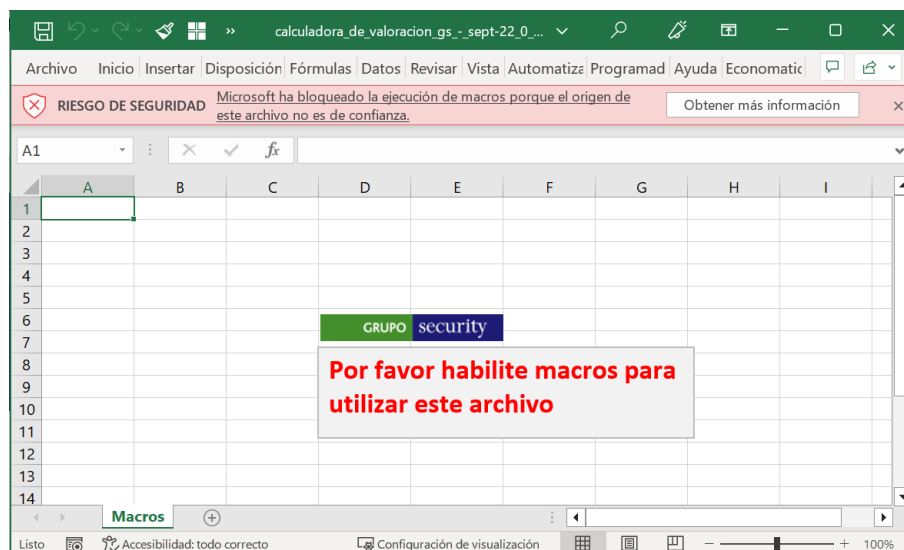 calculadora_de_valoracion_gs_-_sept-22_0_...
Archivo Inicio Insertar Disposición Fórmulas Datos Revisar Vista Automatiza Programad Ayuda Economatic
RIESGO DE SEGURIDAD Microsoft ha bloqueado la ejecución de macros porque el origen de este archivo no es de confianza. Obtener más información
A1 fx
A B C D E F G H I
1
2
3
4
5
6
7
8
9
10
11
12
13
14
GRUPO security
Por favor habilite macros para
utilizar este archivo
Macros
Listo Accesibilidad: todo correcto Configuración de visualización 100%